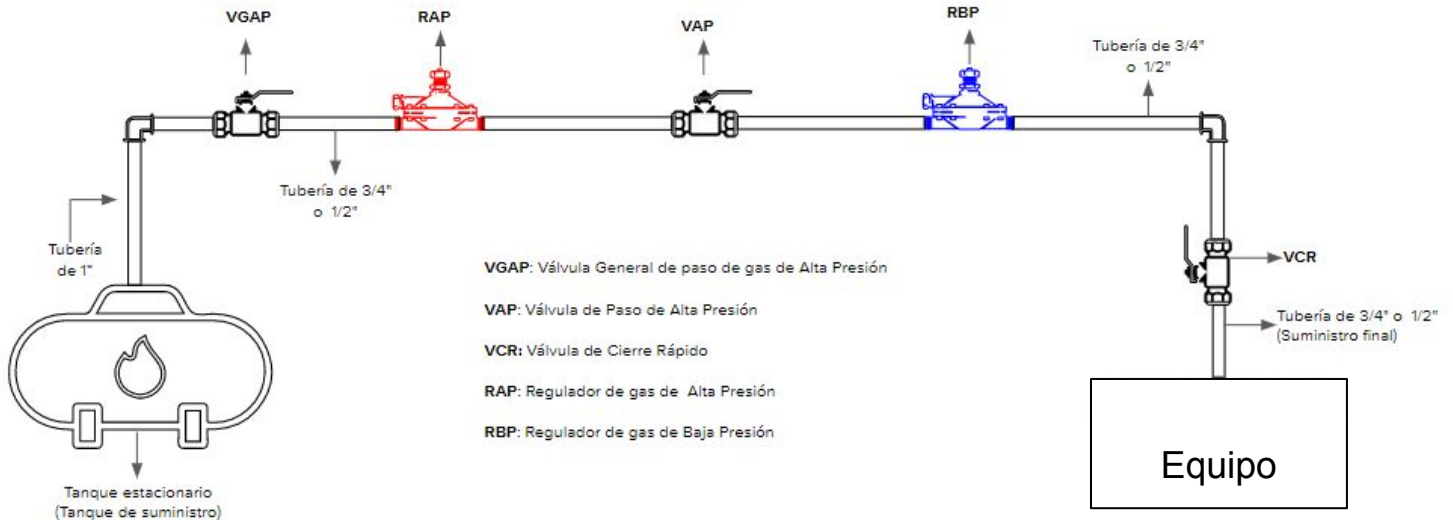 VGAP
RAP
VAP
RBP
Tubería de 3/4"
o 1/2"
Tubería de 3/4"
o 1/2"
Tubería
de 1"
VGAP: Válvula General de paso de gas de Alta Presión
VAP: Válvula de Paso de Alta Presión
VCR: Válvula de Cierre Rápido
RAP: Regulador de gas de Alta Presión
RBP: Regulador de gas de Baja Presión
VCR
Tubería de 3/4" o 1/2"
(Suministro final)
Equipo
Tanque estacionario
(Tanque de suministro)